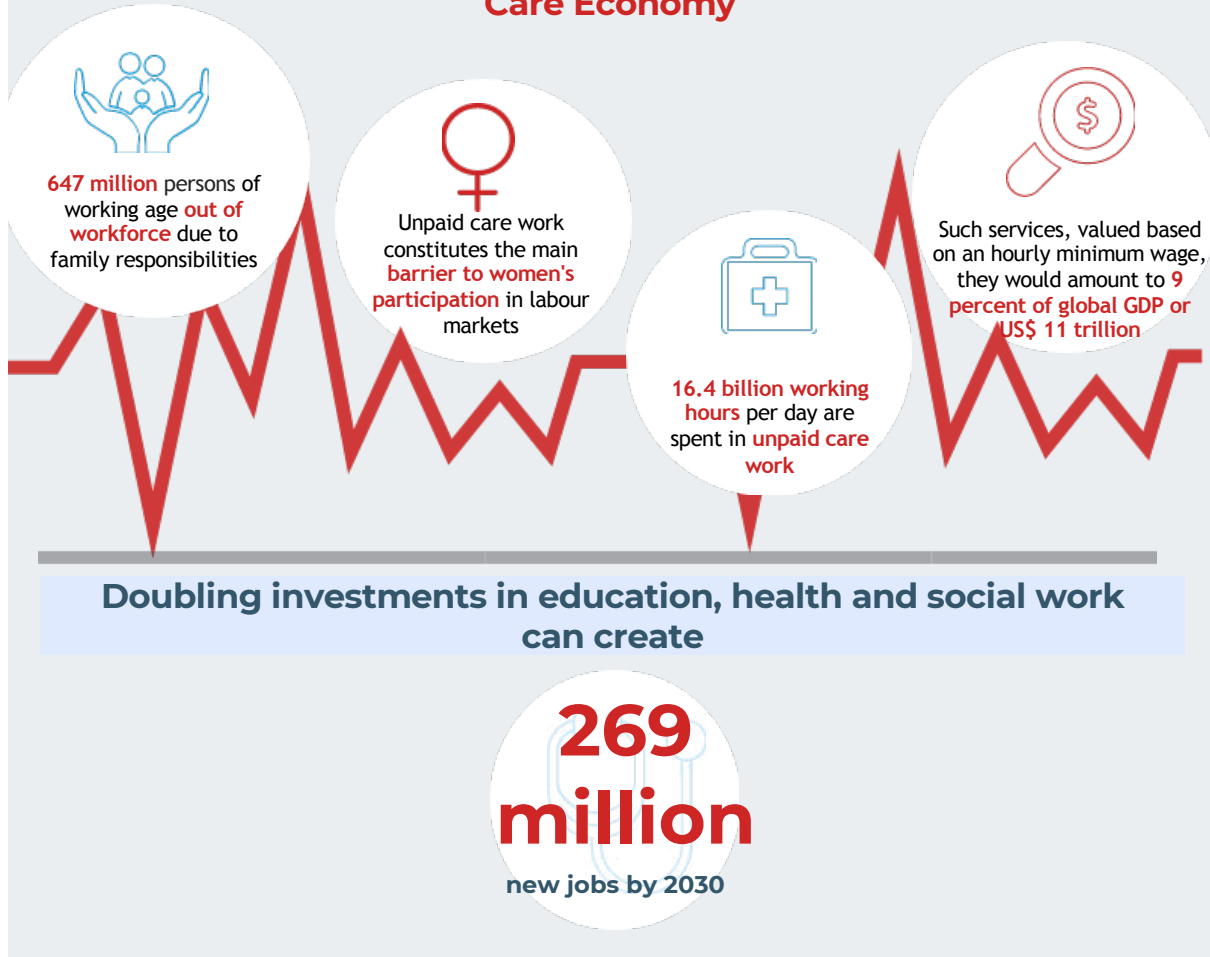 Care Economy
647 million persons of
working age out of
workforce due to
family responsibilities
Unpaid care work
constitutes the main
barrier to women's
participation in labour
markets
16.4 billion working
hours per day are
spent in unpaid care
work
Such services, valued based
on an hourly minimum wage,
they would amount to 9
percent of global GDP or
US$ 11 trillion
Doubling investments in education, health and social work
can create
269
million
new jobs by 2030